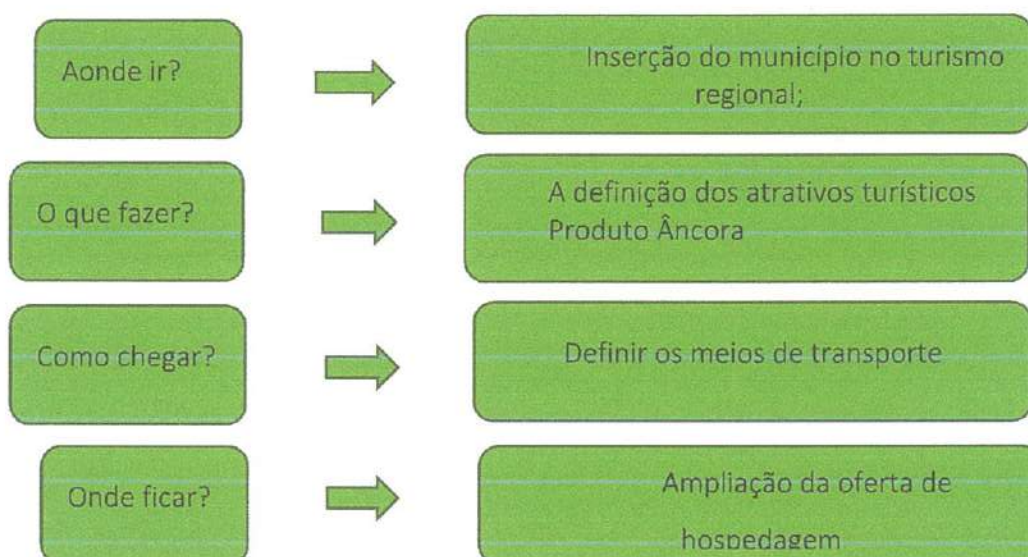 Aonde ir?
Inserção do município no turismo
regional;
O que fazer?
A definição dos atrativos turísticos
Produto Âncora
Como chegar?
Definir os meios de transporte
Onde ficar?
Ampliação da oferta de
hospedagem